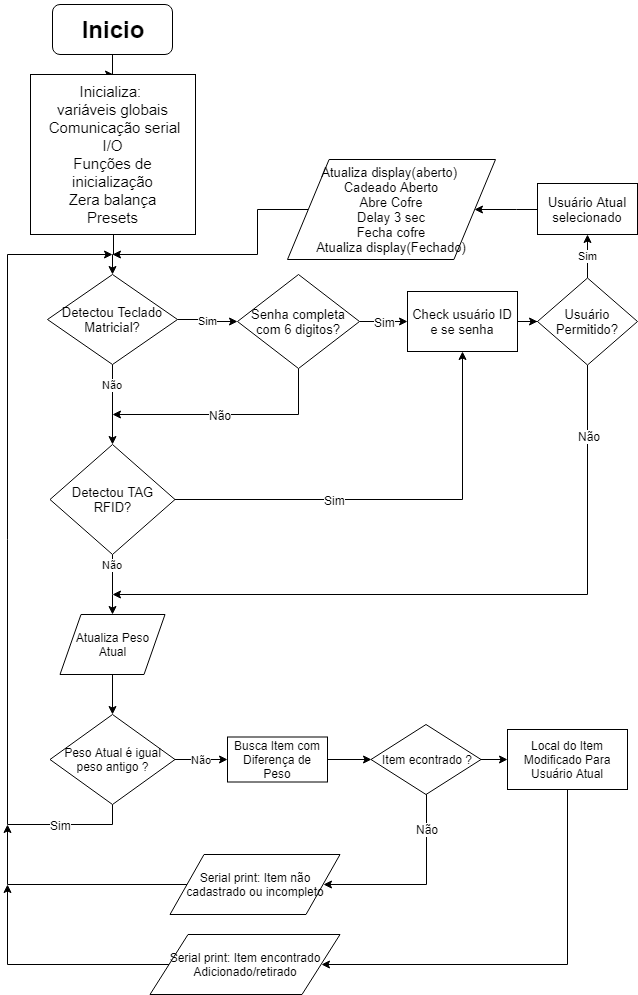 Inicio
Inicializa:
variáveis globais
Comunicação serial
I/O
Funções de
inicialização
Zera balança
Presets
Atualiza display(aberto)
Cadeado Aberto
Abre Cofre
Delay 3 sec
Fecha cofre
Atualiza display(Fechado)
Usuário Atual
selecionado
Sim
Detectou Teclado
Matricial?
Sim
Senha completa
com 6 digitos?
Sim
Check usuário ID
e se senha
Usuário
Permitido?
Não
Não
Não
Detectou TAG
RFID?
Sim
Não
Atualiza Peso
Atual
Peso Atual é igual
peso antigo ?
Não
Busca Item com
Diferença de
Peso
Item econtrado ?
Local do Item
Modificado Para
Usuário Atual
Sim
Não
Serial print: Item não
cadastrado ou incompleto
Serial print: Item encontrado
Adicionado/retirado